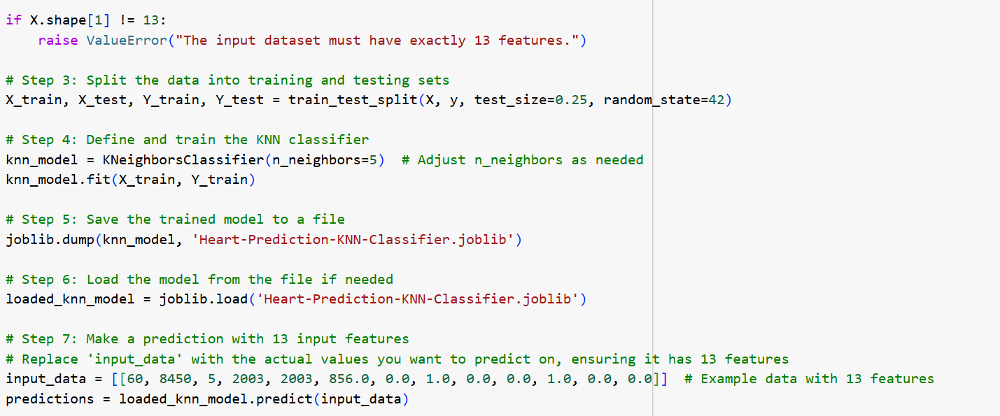 if X.shape[1] != 13:
    raise ValueError("The input dataset must have exactly 13 features.")
# Step 3: Split the data into training and testing sets
X_train, X_test, Y_train, Y_test = train_test_split(X, y, test_size=0.25, random_state=42)
# Step 4: Define and train the KNN classifier
knn_model = KNeighborsClassifier(n_neighbors=5)  # Adjust n_neighbors as needed
knn_model.fit(X_train, Y_train)
# Step 5: Save the trained model to a file
joblib.dump(knn_model, 'Heart-Prediction-KNN-Classifier.joblib')
# Step 6: Load the model from the file if needed
loaded_knn_model = joblib.load('Heart-Prediction-KNN-Classifier.joblib')
# Step 7: Make a prediction with 13 input features
# Replace 'input_data' with the actual values you want to predict on, ensuring it has 13 features
input_data = [[60, 8450, 5, 2003, 2003, 856.0, 0.0, 1.0, 0.0, 0.0, 1.0, 0.0, 0.0]]  # Example data with 13 features
predictions = loaded_knn_model.predict(input_data)